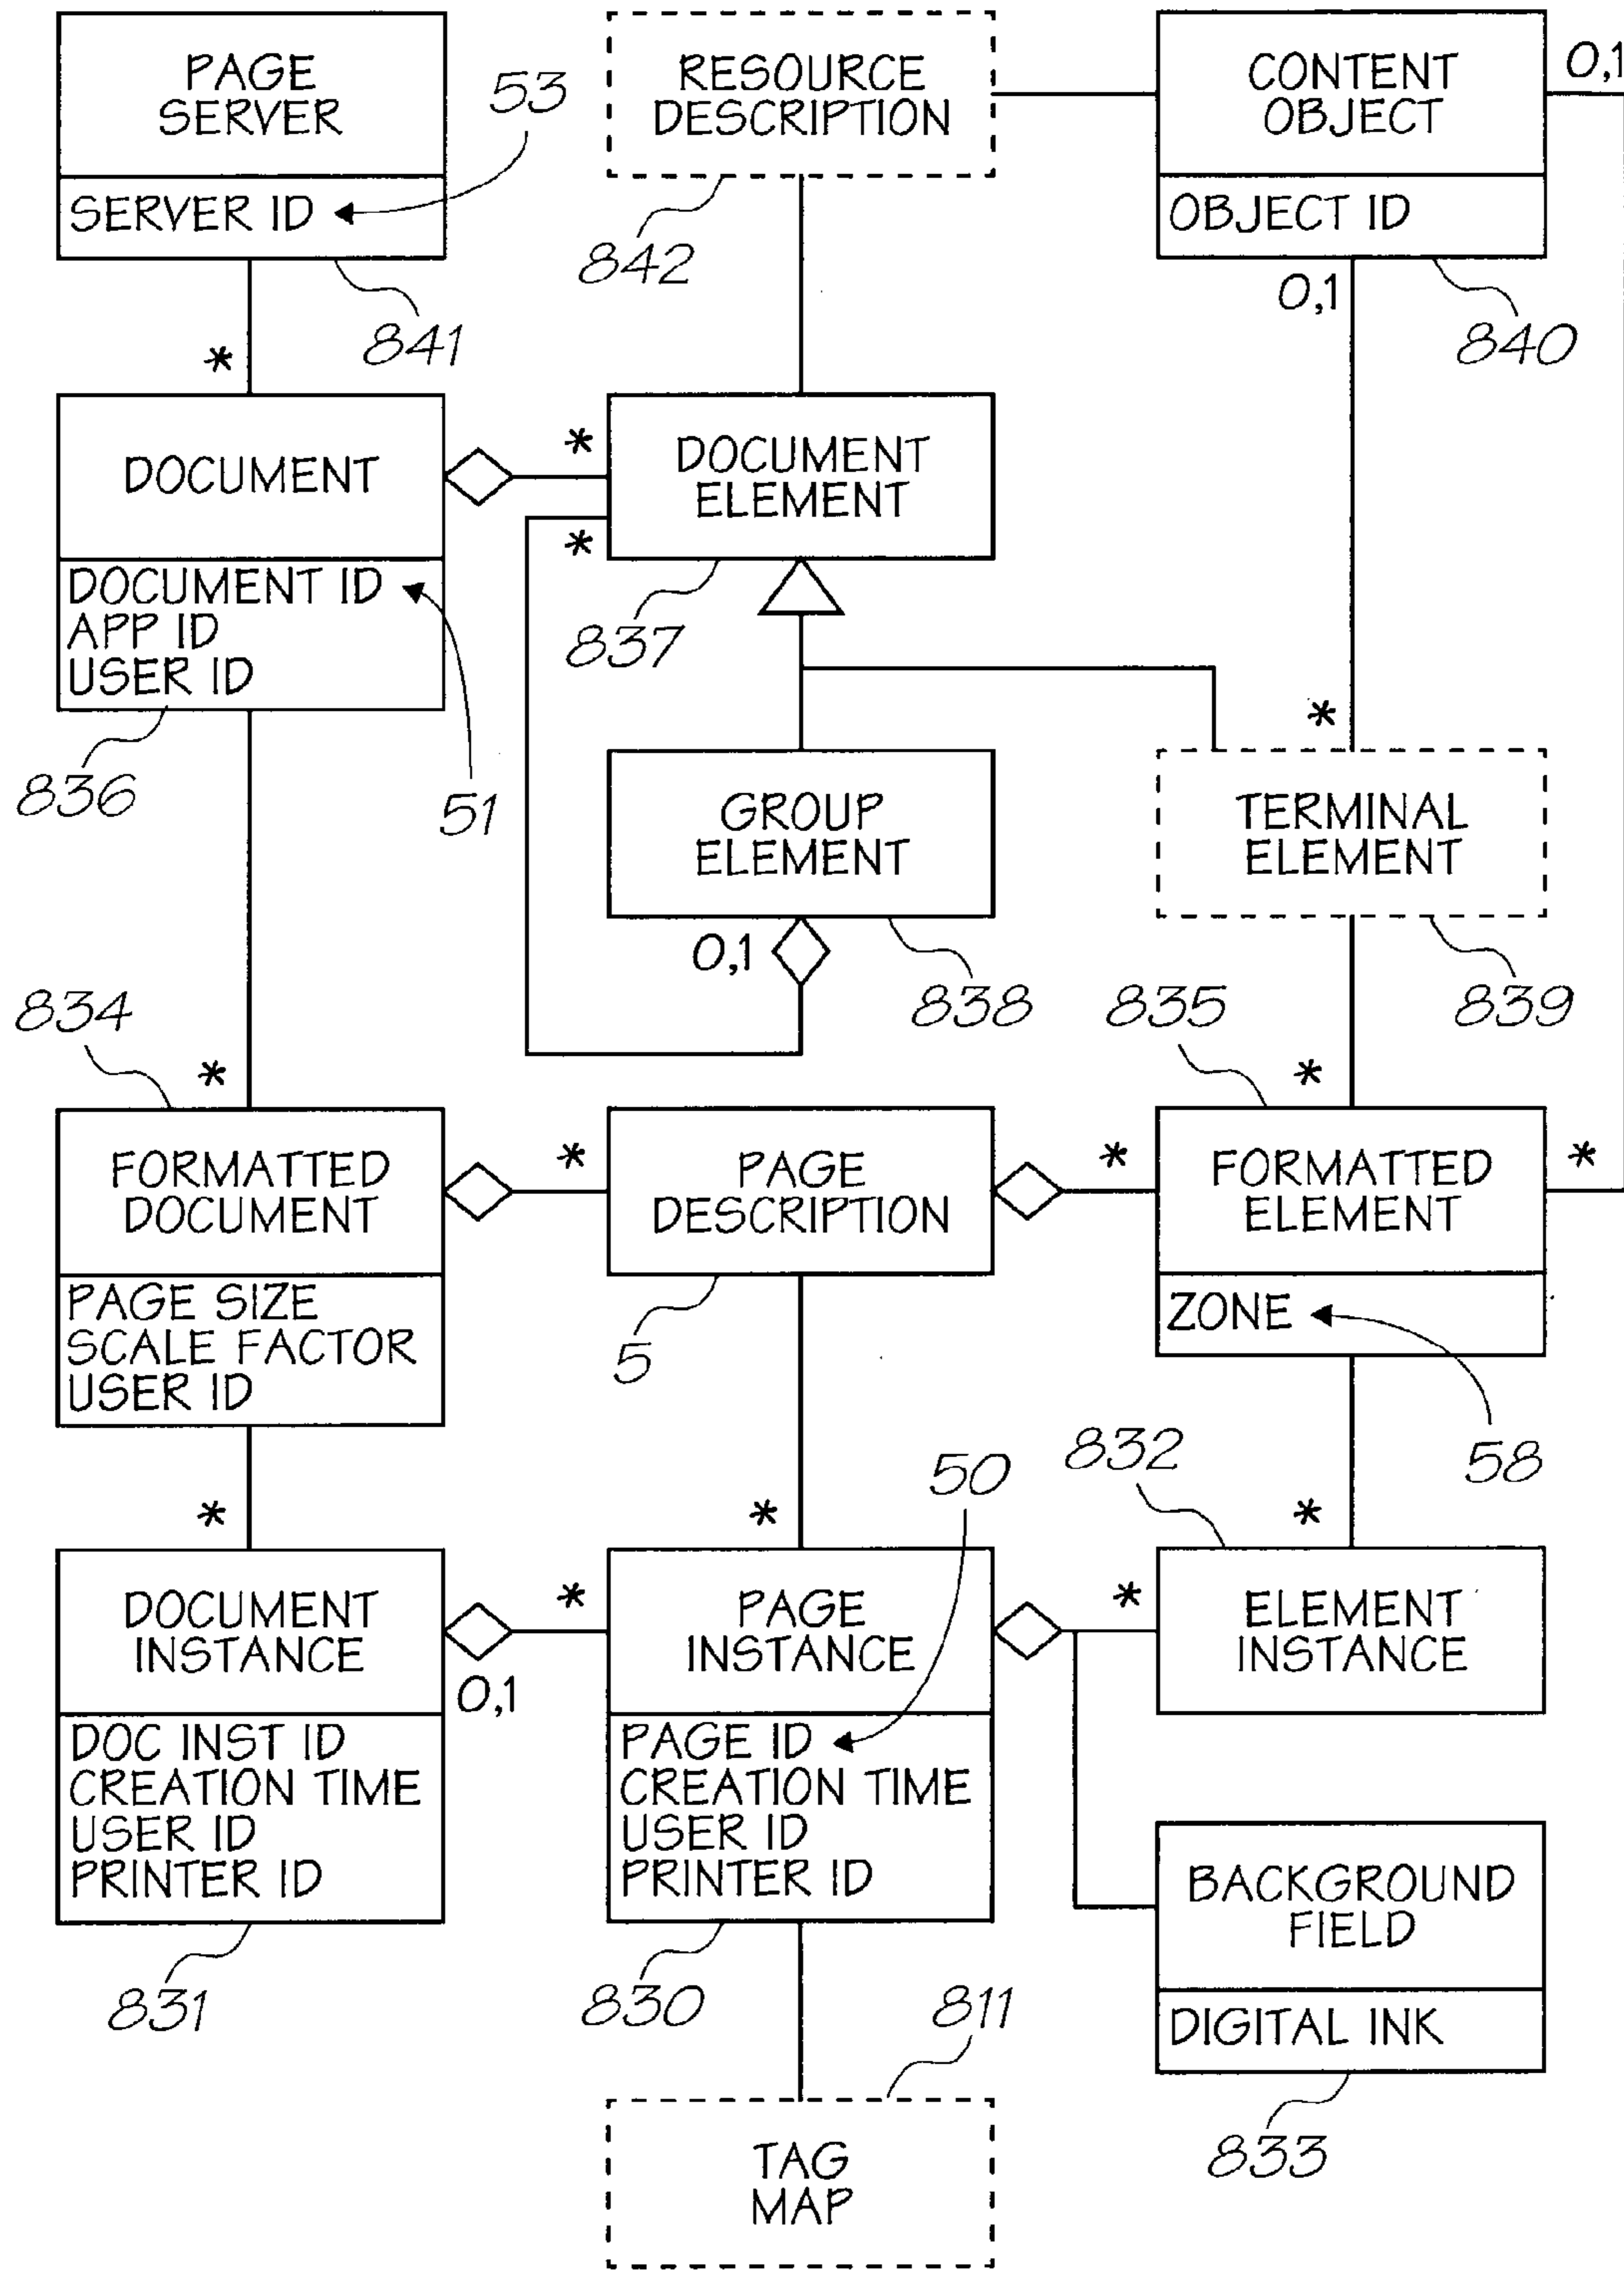 PAGE
SERVER
SERVER ID
53
841
RESOURCE
DESCRIPTION
842
CONTENT
OBJECT
OBJECT ID
0,1
0,1
840
*
DOCUMENT
DOCUMENT ID
APP ID
USER ID
836
51
*
*
DOCUMENT
ELEMENT
837
GROUP
ELEMENT
0,1
838
*
TERMINAL
ELEMENT
839
834
*
FORMATTED
DOCUMENT
PAGE SIZE
SCALE FACTOR
USER ID
*
PAGE
DESCRIPTION
5
835
*
*
FORMATTED
ELEMENT
*
ZONE
58
*
DOCUMENT
INSTANCE
DOC INST ID
CREATION TIME
USER ID
PRINTER ID
831
0,1
*
*
50
PAGE
INSTANCE
PAGE ID
CREATION TIME
USER ID
PRINTER ID
830
832
*
*
ELEMENT
INSTANCE
BACKGROUND
FIELD
DIGITAL INK
833
811
TAG
MAP